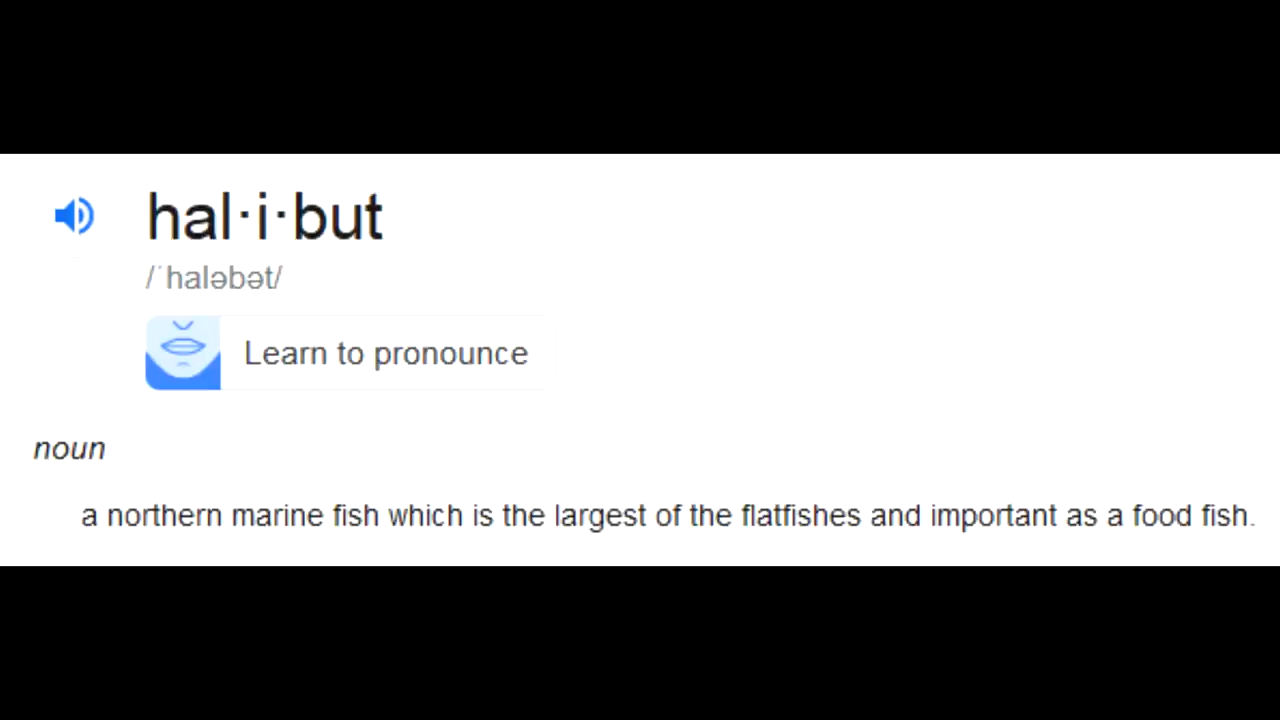 hal·i·but
/ˈhaləbət/
Learn to pronounce
noun
a northern marine fish which is the largest of the flatfishes and important as a food fish.